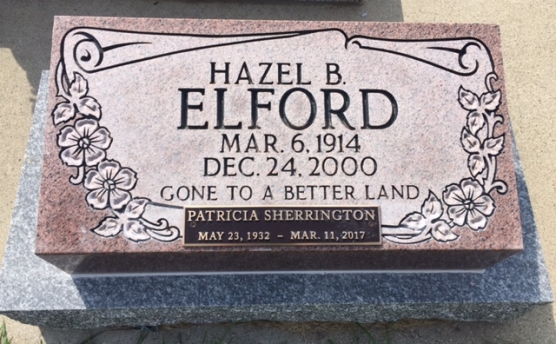 HAZEL B.
ELFORD
MAR. 6, 1914
DEC. 24, 2000
GONE TO A BETTER LAND
PATRICIA SHERRINGTON
MAY 23, 1932 – MAR. 11, 2017